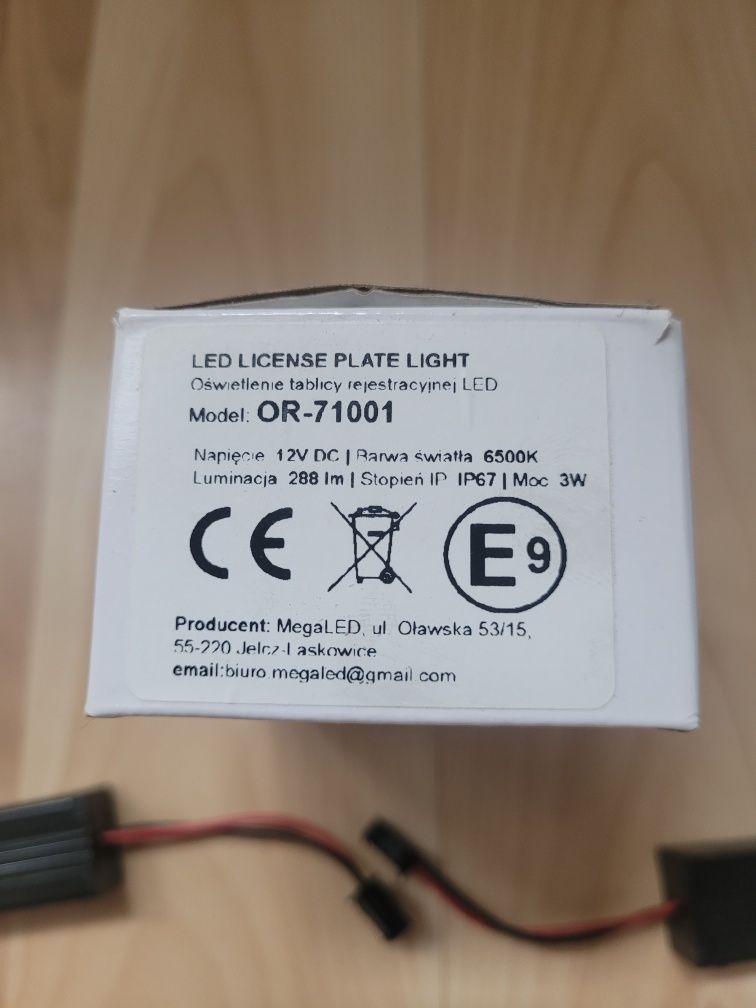 LED LICENSE PLATE LIGHT
Oświetlenie tablicy rejestracyjnej LED
Model: OR-71001
Napięcie 12V DC | Barwa światła 6500K
Luminacja 288 lm | Stopień IP IP67 | Moc 3W
CE E9
Producent: MegaLED, ul. Oławska 53/15,
55-220 Jelcz-Laskowice
email:biuro.megaled@gmail.com